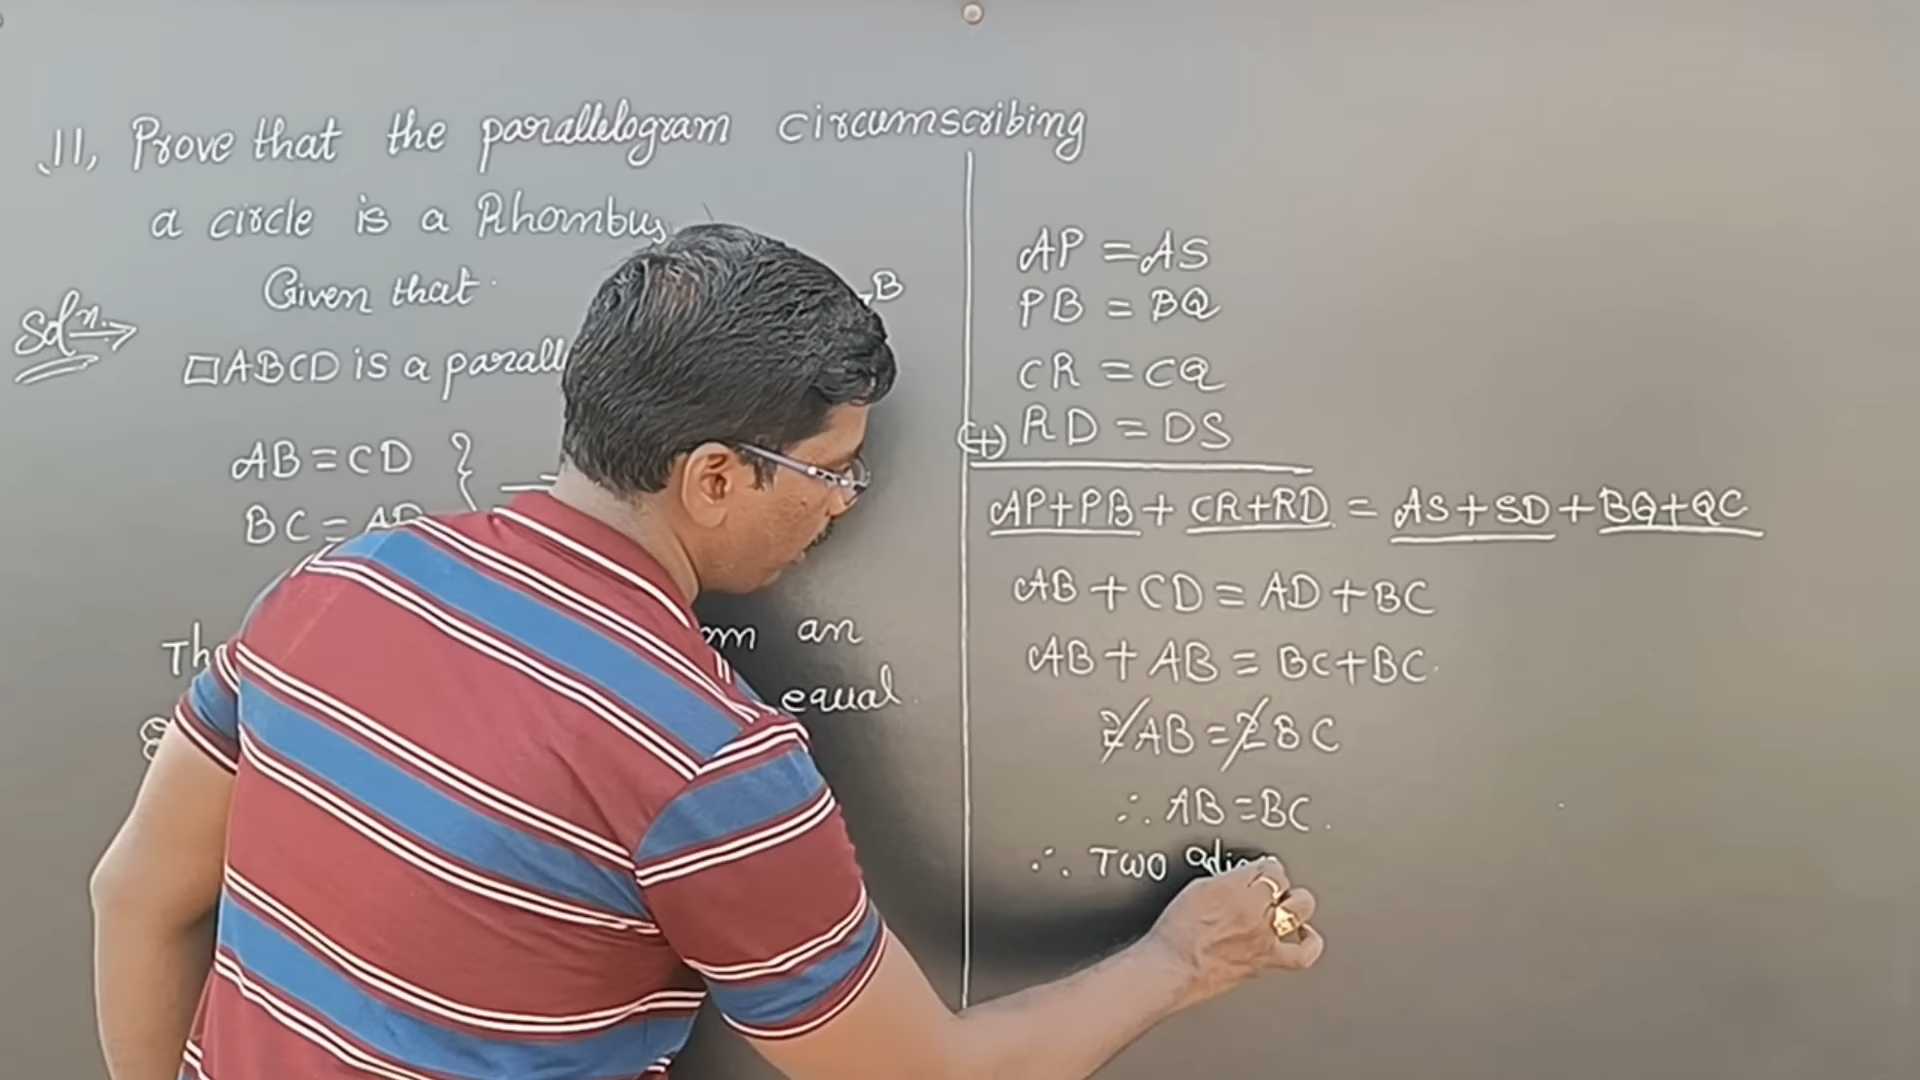 11, Prove that the parallelogram circumscribing
a circle is a Rhombus
Soln.
Given that
B
□ABCD is a
AB = CD
BC = AD
an
equal.
AP = AS
PB = BQ
CR = CQ
(+) RD = DS
AP+PB + CR+RD = AS+SD + BQ+QC
AB + CD = AD + BC
AB + AB = BC + BC.
2AB = 2BC
∴ AB = BC.
∴ Two